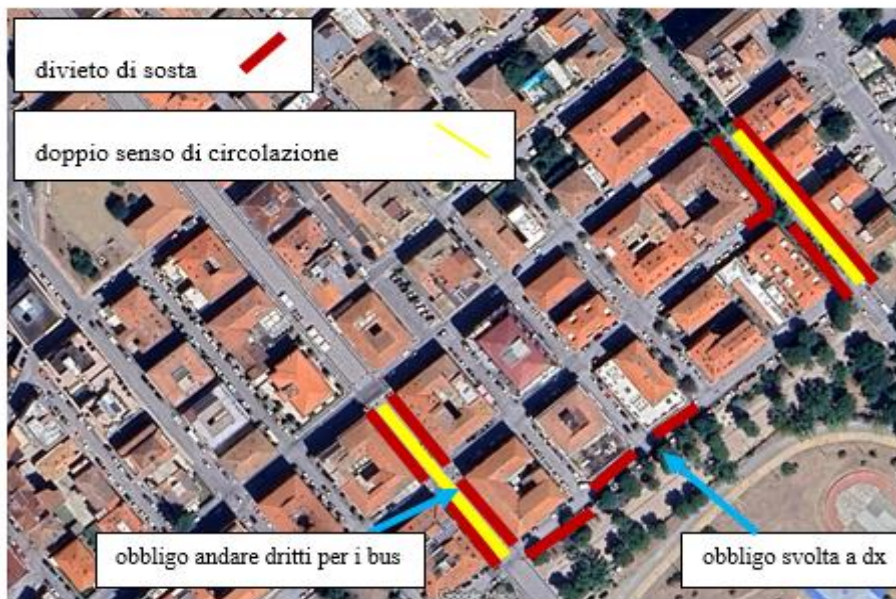 divieto di sosta
doppio senso di circolazione
obbligo andare dritti per i bus
obbligo svolta a dx